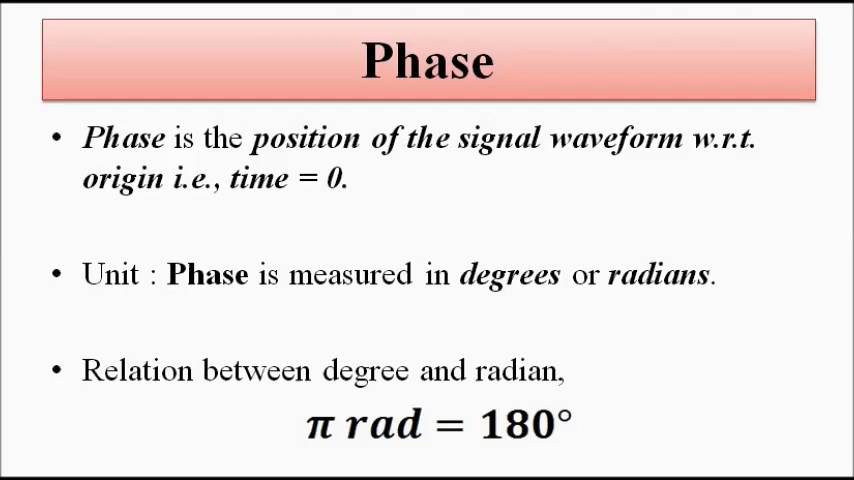 Phase
• Phase is the position of the signal waveform w.r.t.
origin i.e., time = 0.
• Unit : Phase is measured in degrees or radians.
• Relation between degree and radian,
π rad = 180°